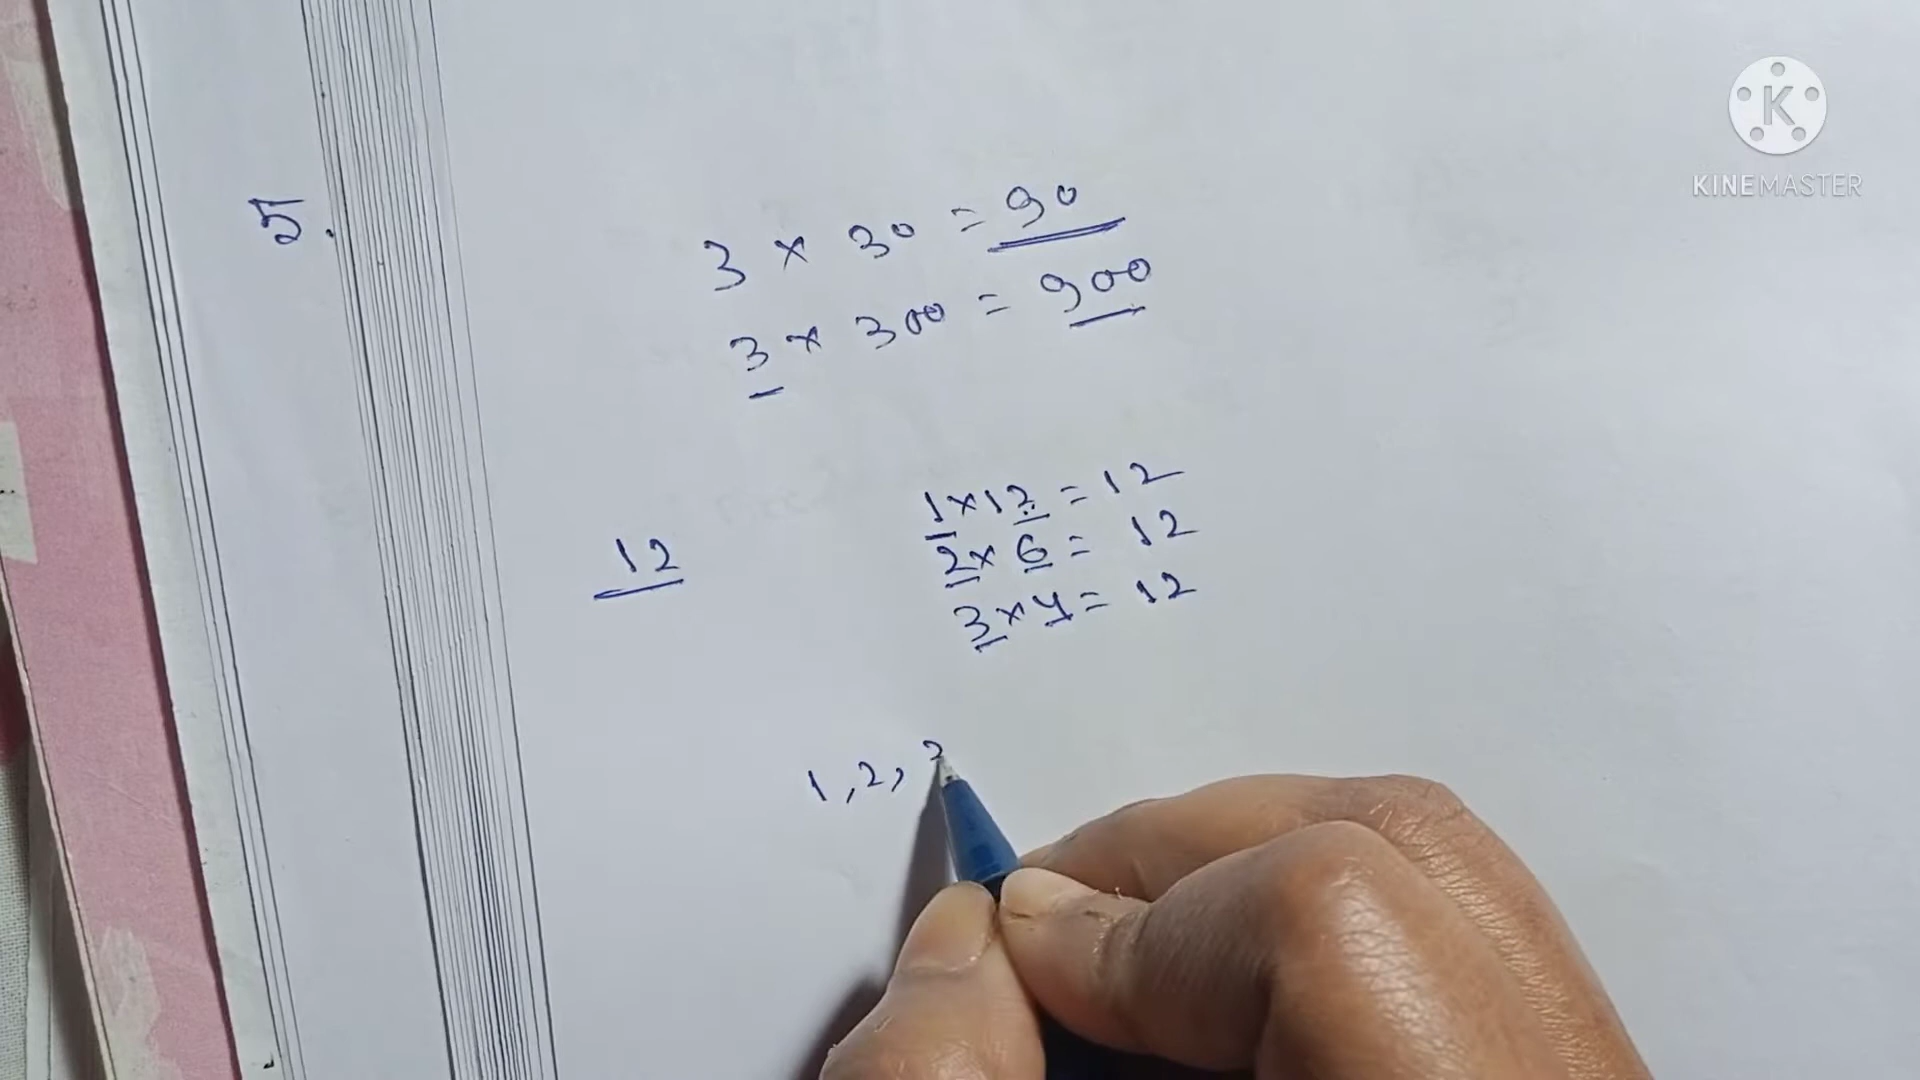 5.
3 × 30 = 90
3 × 300 = 900
12
1×12 = 12
2×6 = 12
3×4 = 12
1, 2, 3
KINEMASTER